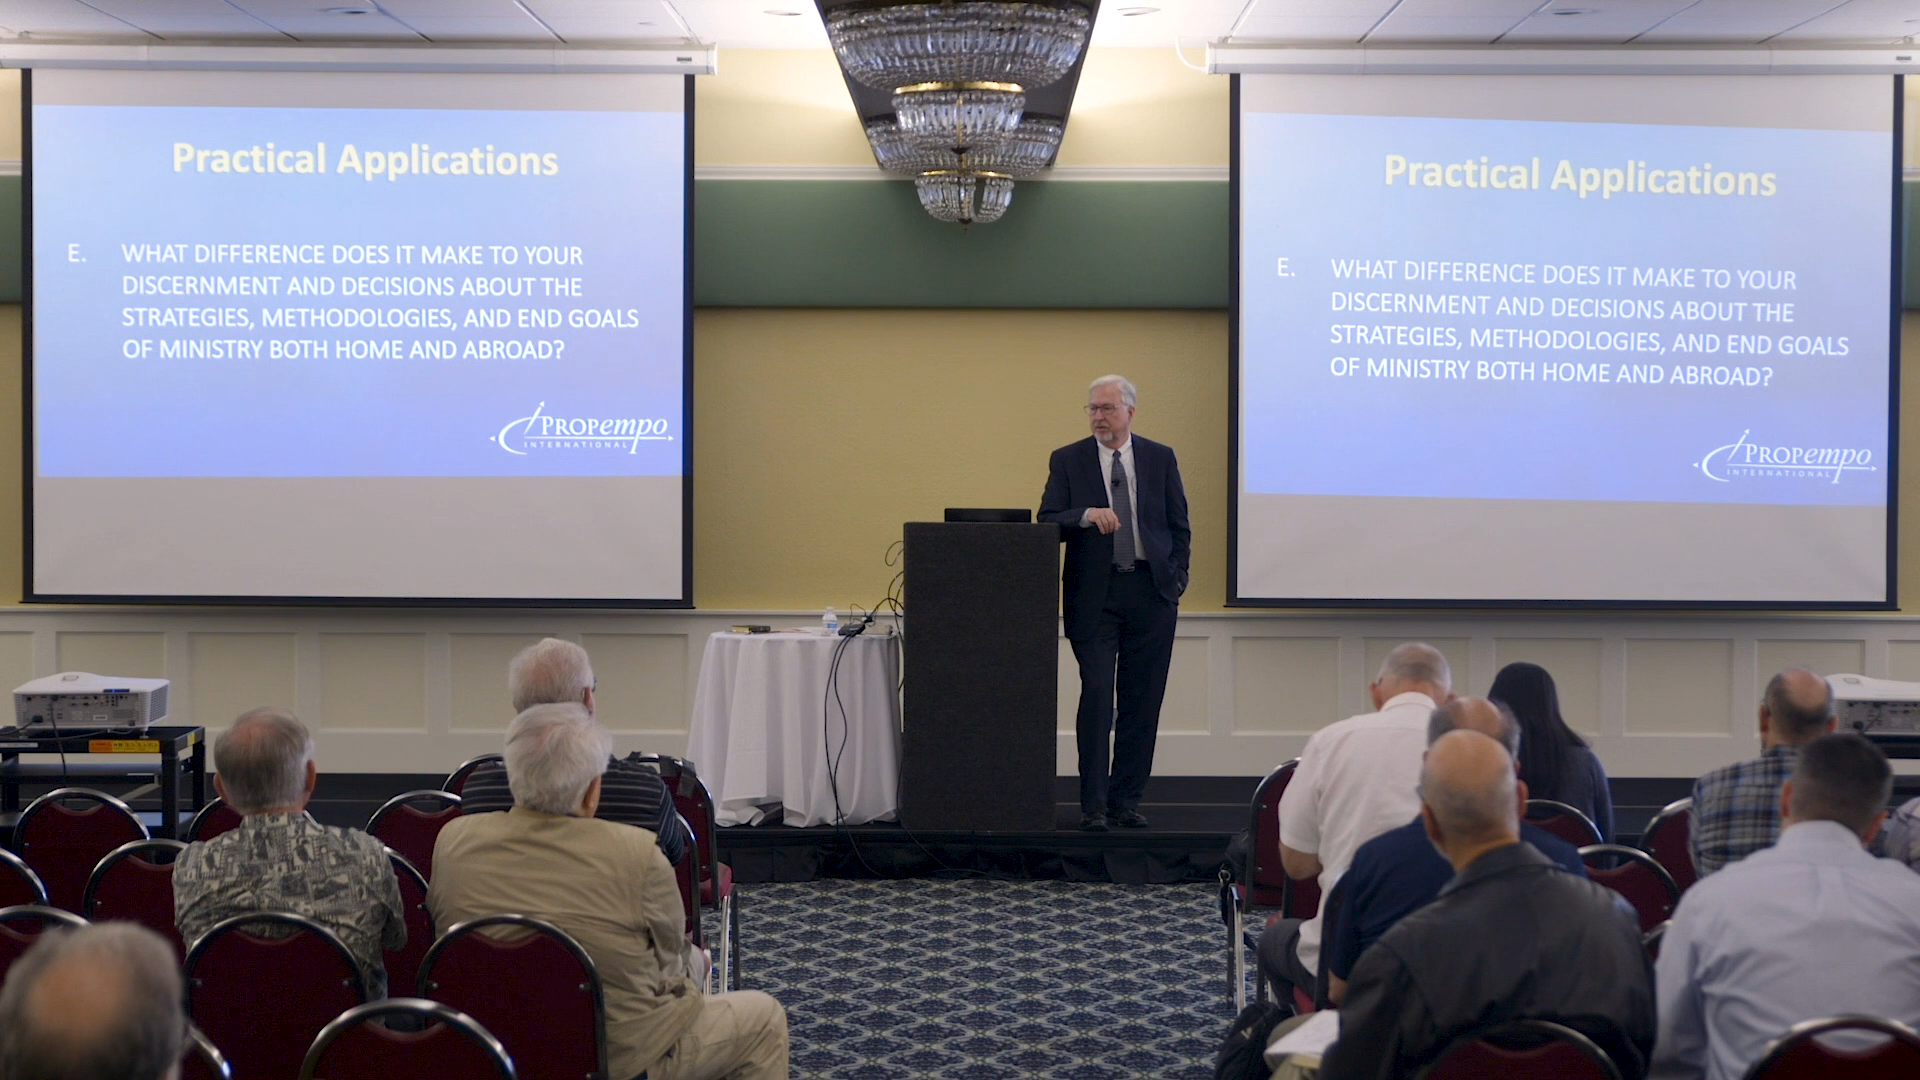 Practical Applications
E. WHAT DIFFERENCE DOES IT MAKE TO YOUR
DISCERNMENT AND DECISIONS ABOUT THE
STRATEGIES, METHODOLOGIES, AND END GOALS
OF MINISTRY BOTH HOME AND ABROAD?
PROPempo
INTERNATIONAL
Practical Applications
E. WHAT DIFFERENCE DOES IT MAKE TO YOUR
DISCERNMENT AND DECISIONS ABOUT THE
STRATEGIES, METHODOLOGIES, AND END GOALS
OF MINISTRY BOTH HOME AND ABROAD?
PROPempo
INTERNATIONAL